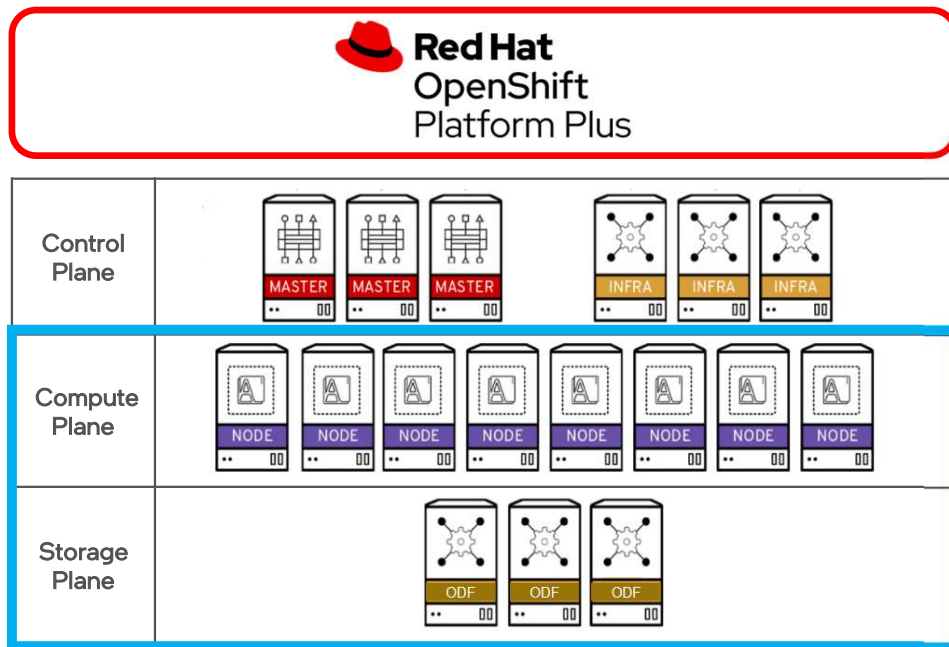 Red Hat
OpenShift
Platform Plus
Control
Plane
MASTER MASTER MASTER INFRA INFRA INFRA
Compute
Plane
A A A A A A A A
NODE NODE NODE NODE NODE NODE NODE NODE
Storage
Plane
ODF ODF ODF